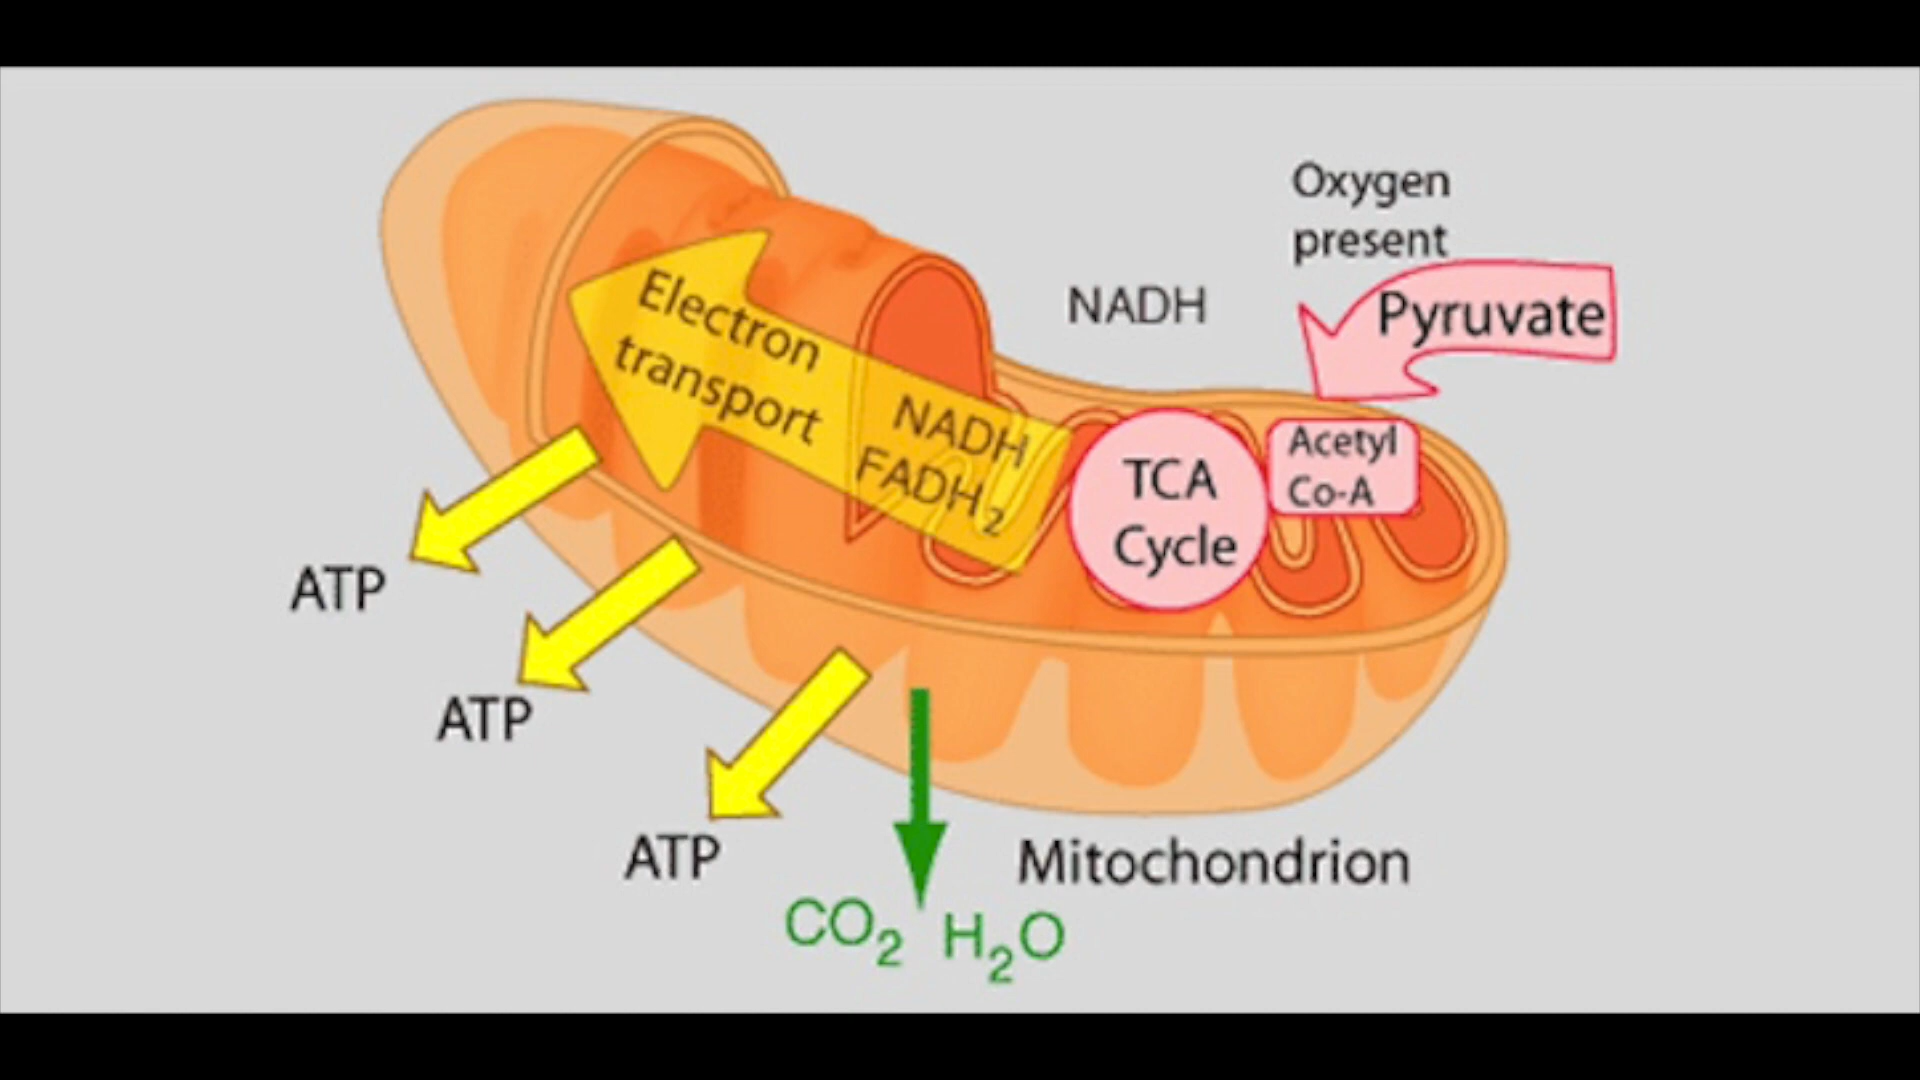 Oxygen
present
Pyruvate
NADH
Electron
transport
NADH
FADH₂
TCA
Cycle
Acetyl
Co-A
ATP
ATP
ATP
Mitochondrion
CO₂ H₂O